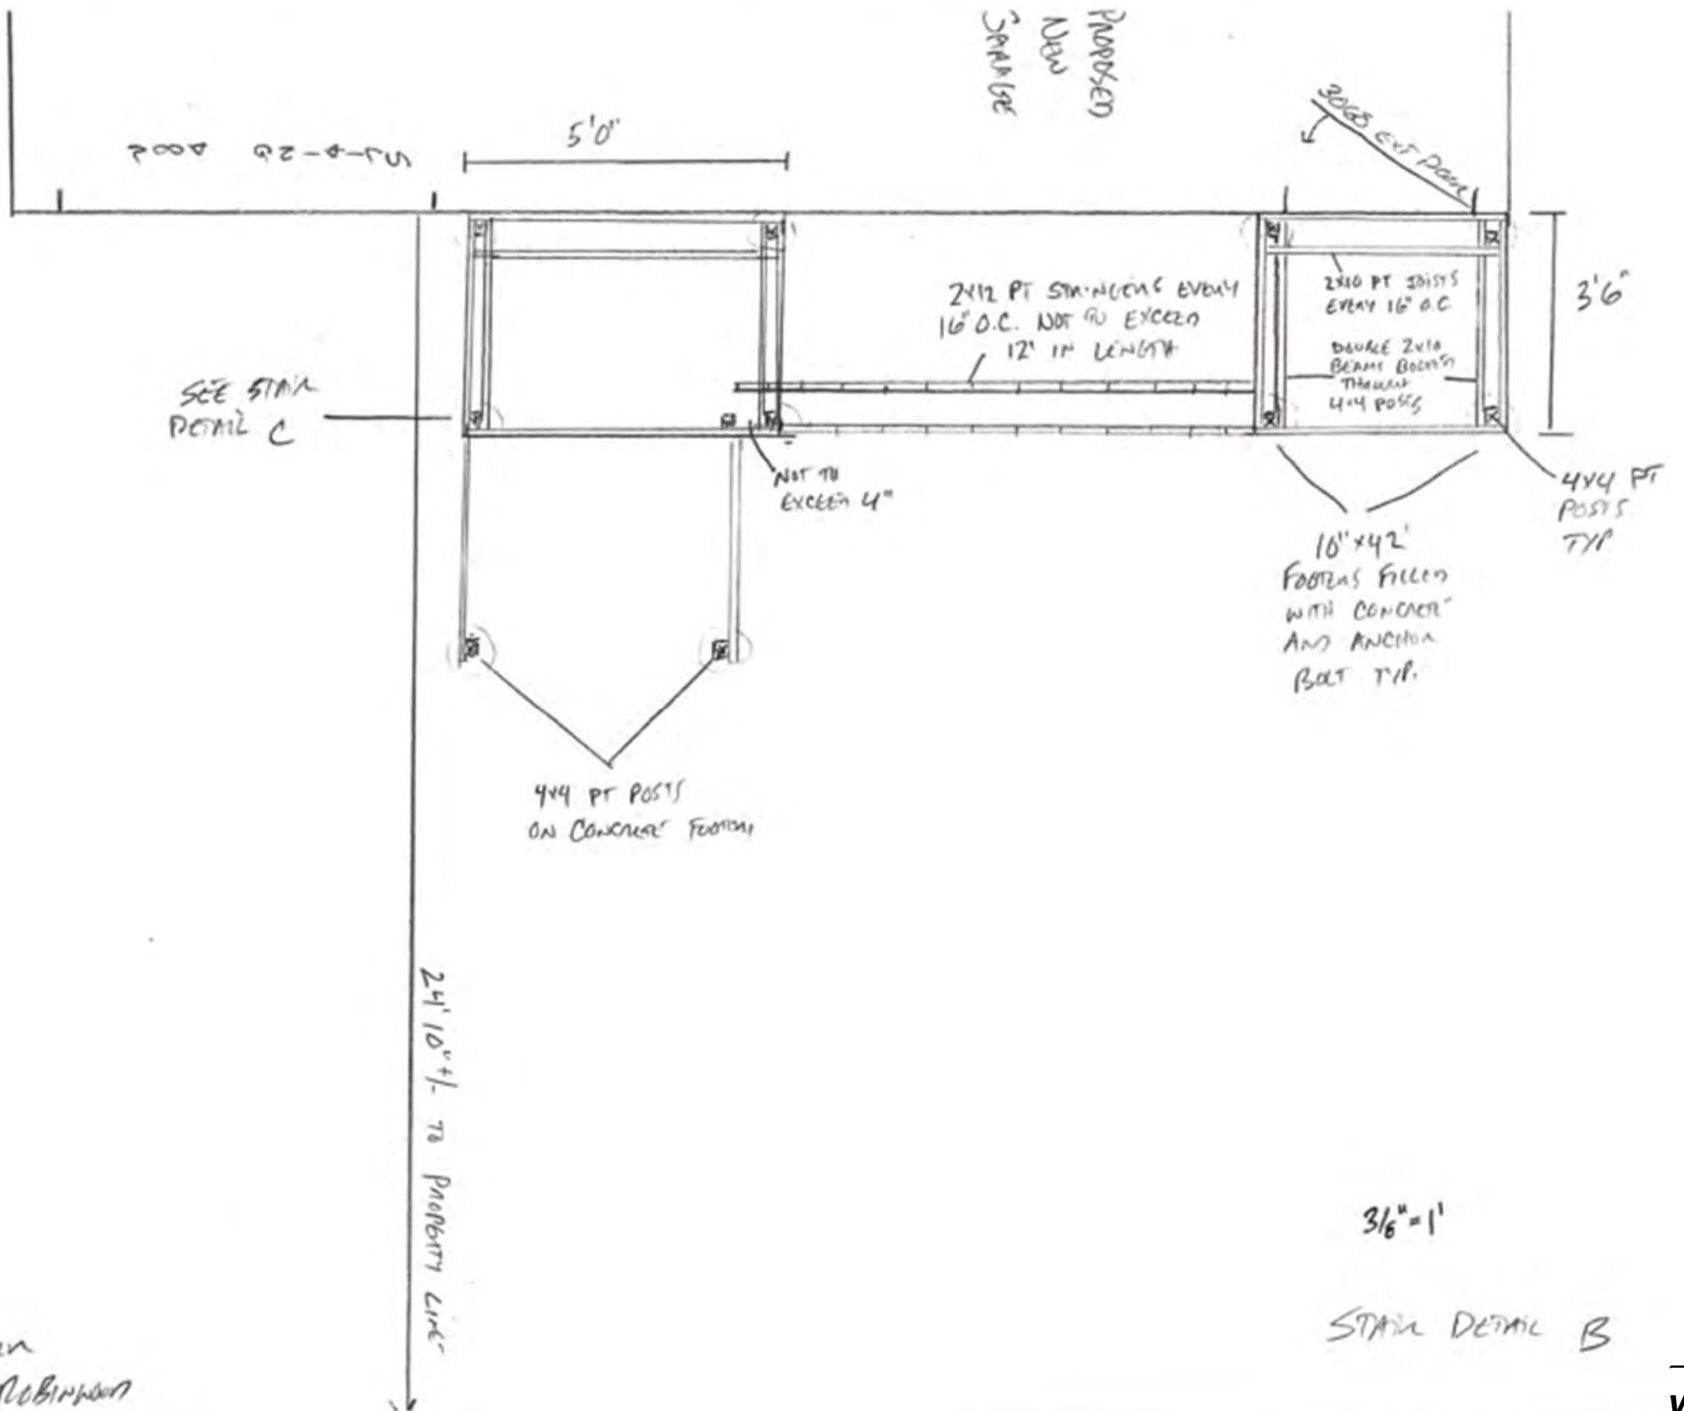 PROPOSED
NEW
GARAGE
3068 EXT DOOR
5'0"
3'6"
2X12 PT STRINGERS EVERY
16" O.C. NOT TO EXCEED
12' IN LENGTH
2X10 PT JOISTS
EVERY 16" O.C
DOUBLE 2x10
BEAMS BOLTED
THROUGH
4x4 POSTS
SEE STAIR
DETAIL C
NOT TO
EXCEED 4"
4X4 PT
POSTS
TYP
10"x42'
FOOTERS FILLED
WITH CONCRETE
AND ANCHOR
BOLT TYP.
4x4 PT POSTS
ON CONCRETE FOOTERS
24' 10" +/- TO PROPERTY LINE
3/8"=1'
STAIR DETAIL B
ROBINWOOD